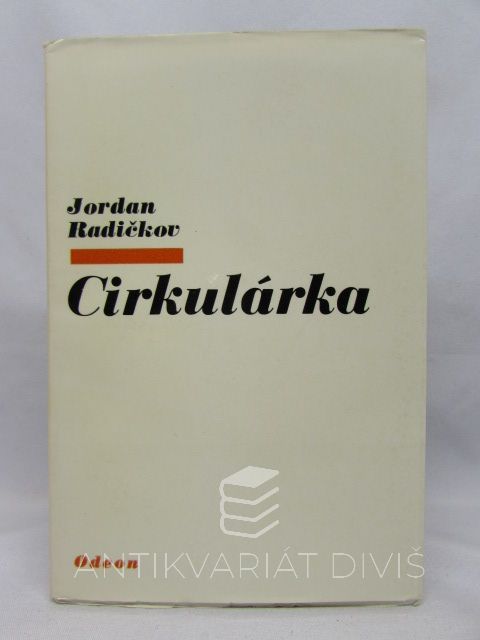 Jordan
Radičkov
Cirkulárka
Odeon
ANTIKVARIÁT DIVIŠ